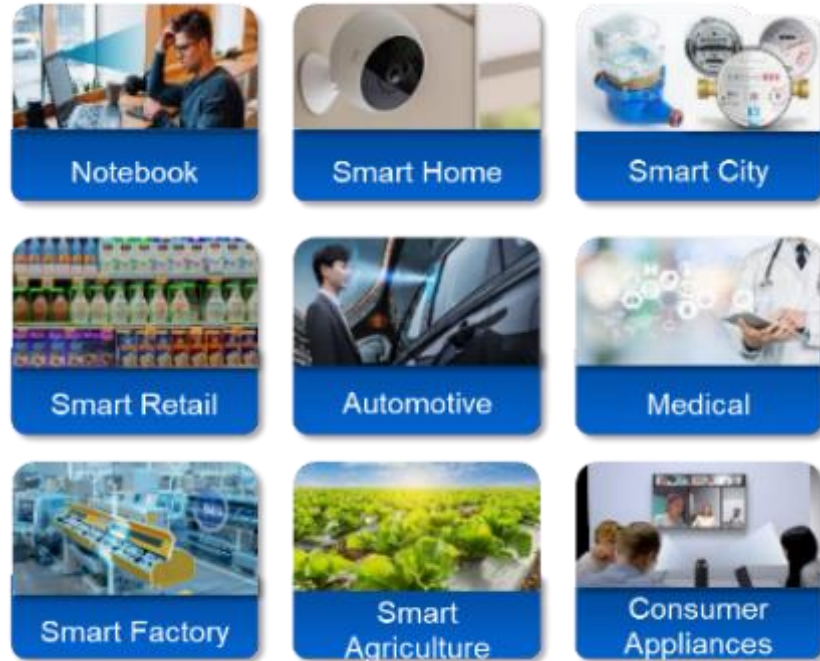 Notebook
Smart Home
Smart City
Smart Retail
Automotive
Medical
Smart Factory
Smart
Agriculture
Consumer
Appliances